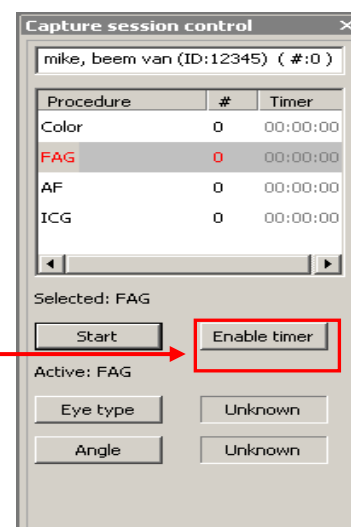 Capture session control
mike, beem van (ID:12345) ( #:0 )
Procedure # Timer
Color 0 00:00:00
FAG 0 00:00:00
AF 0 00:00:00
ICG 0 00:00:00
Selected: FAG
Start Enable timer
Active: FAG
Eye type Unknown
Angle Unknown